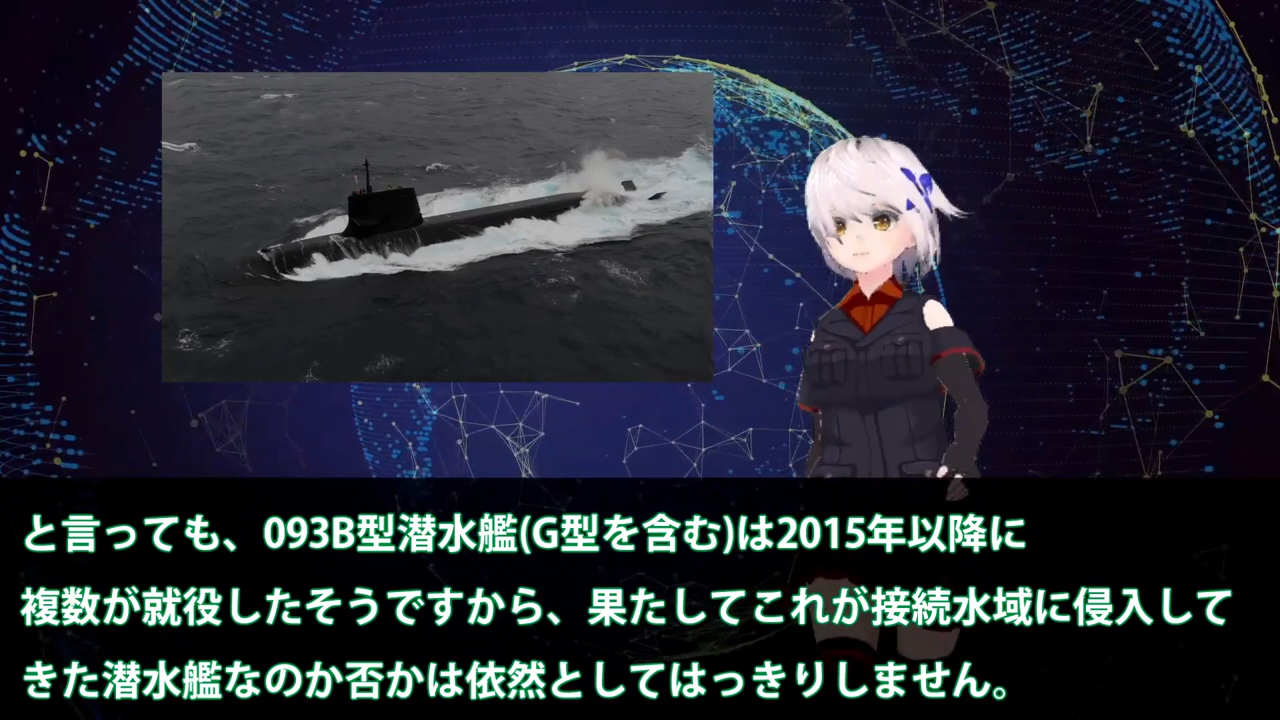 と言っても、093B型潜水艦(G型を含む)は2015年以降に
複数が就役したそうですから、果たしてこれが接続水域に侵入して
きた潜水艦なのか否かは依然としてはっきりしません。